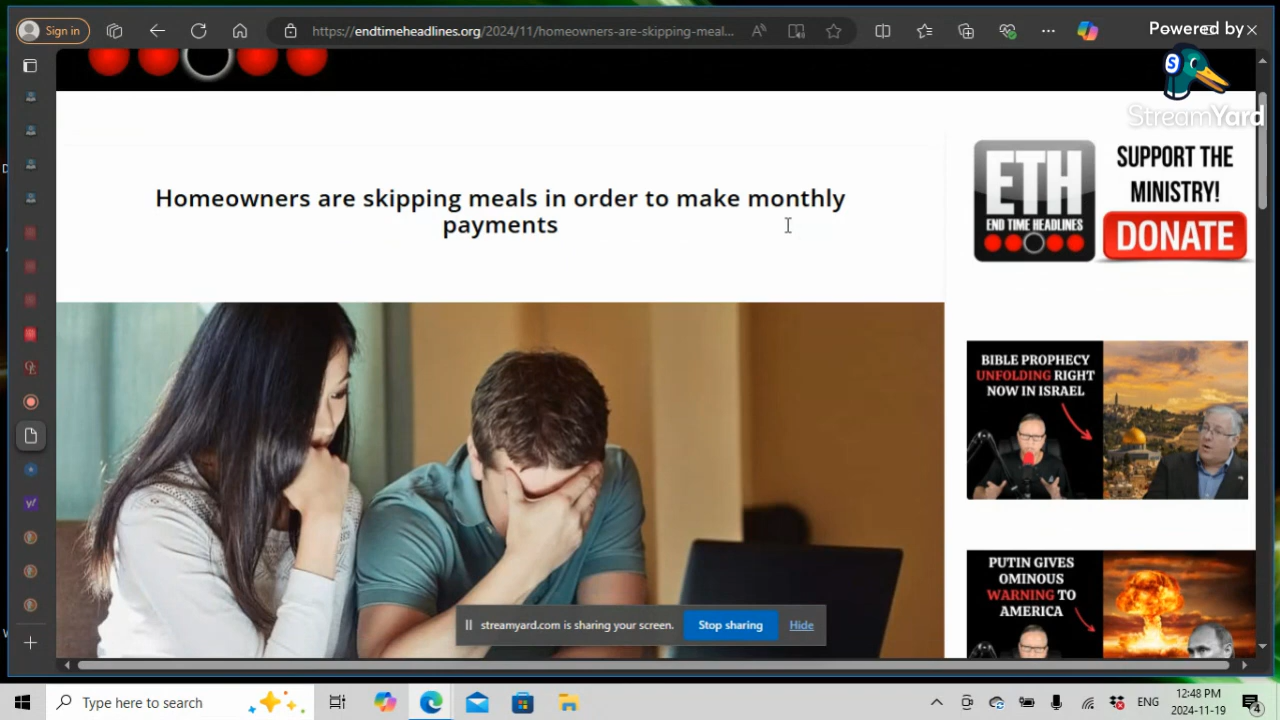 Sign in
https://endtimeheadlines.org/2024/11/homeowners-are-skipping-meal...
Powered by
StreamYard
Homeowners are skipping meals in order to make monthly
payments
ETH
END TIME HEADLINES
SUPPORT THE
MINISTRY!
DONATE
BIBLE PROPHECY
UNFOLDING RIGHT
NOW IN ISRAEL
PUTIN GIVES
OMINOUS
WARNING TO
AMERICA
streamyard.com is sharing your screen.
Stop sharing
Hide
Type here to search
ENG
12:48 PM
2024-11-19
4